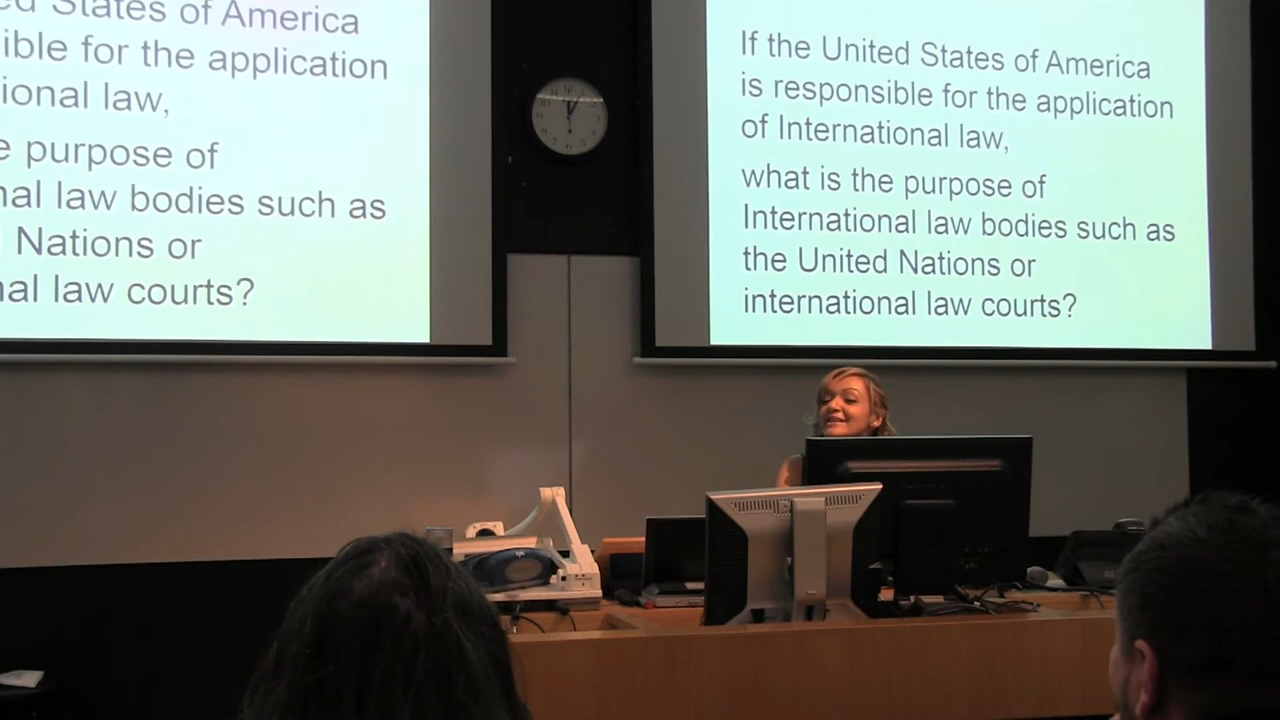 ed States of America
ible for the application
ional law,
e purpose of
nal law bodies such as
Nations or
nal law courts?
If the United States of America
is responsible for the application
of International law,
what is the purpose of
International law bodies such as
the United Nations or
international law courts?